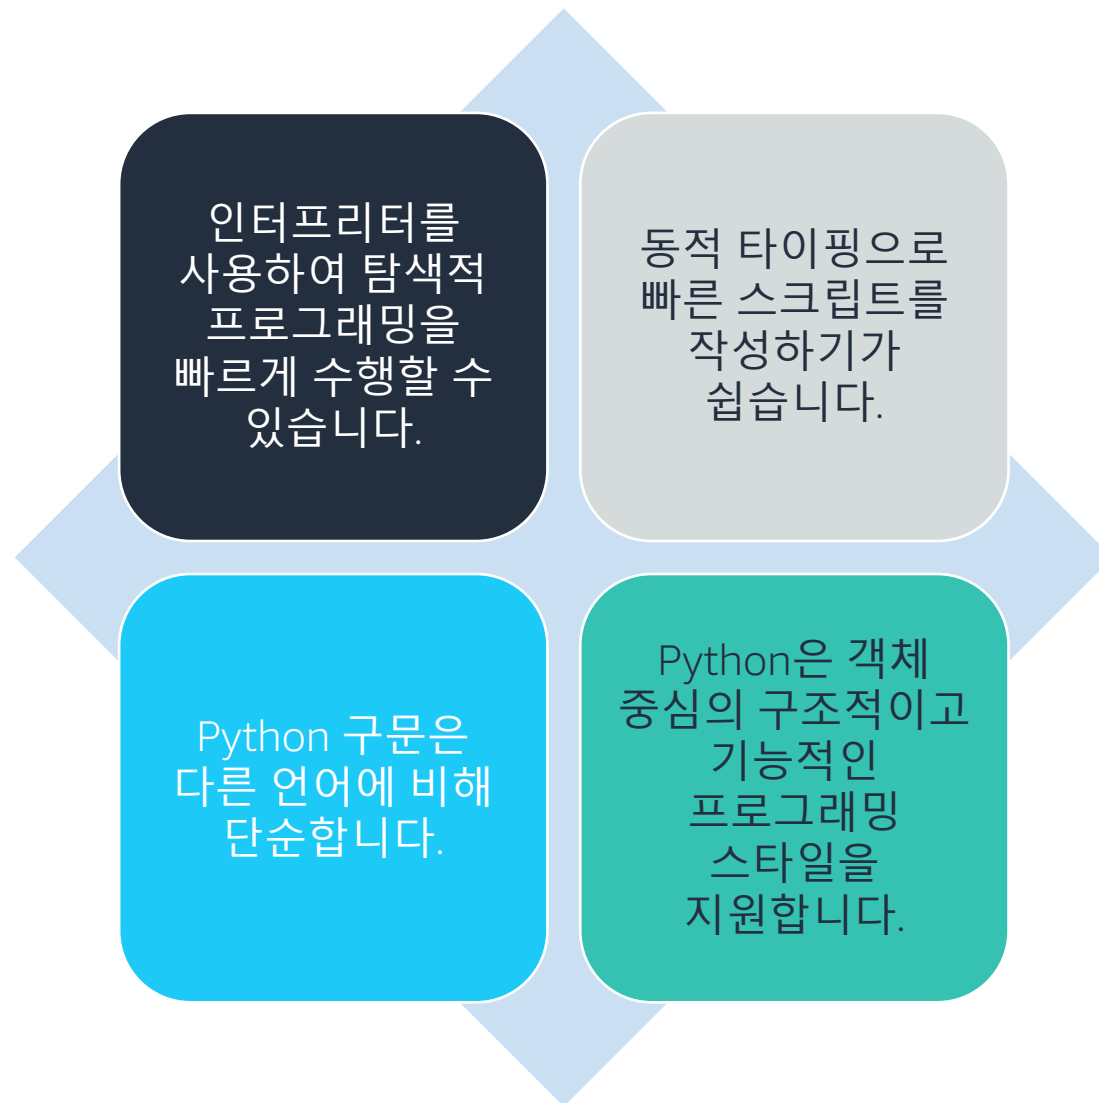 인터프리터를
사용하여 탐색적
프로그래밍을
빠르게 수행할 수
있습니다.
동적 타이핑으로
빠른 스크립트를
작성하기가
쉽습니다.
Python 구문은
다른 언어에 비해
단순합니다.
Python은 객체
중심의 구조적이고
기능적인
프로그래밍
스타일을
지원합니다.